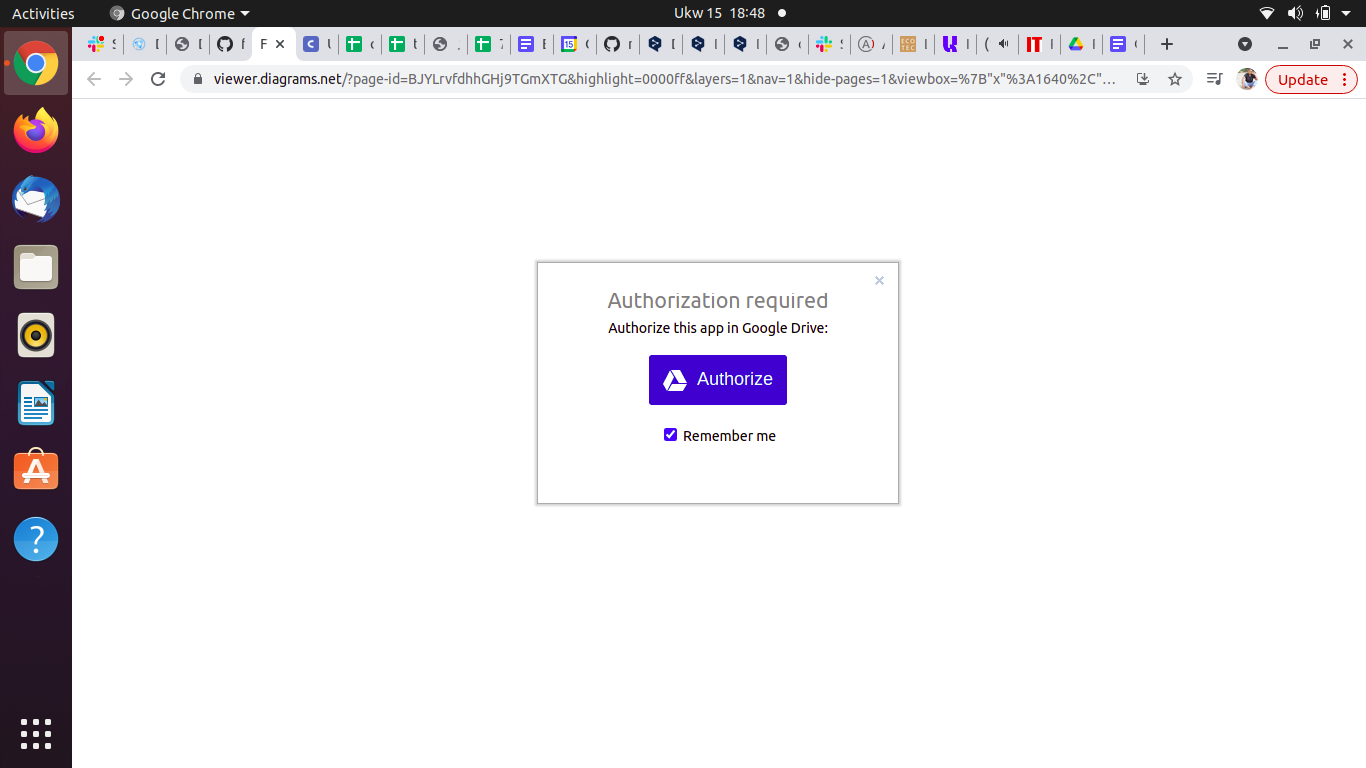 Activities
Google Chrome
Ukw 15 18:48
F
viewer.diagrams.net/?page-id=BJYLrvfdhhGHj9TGmXTG&highlight=0000ff&layers=1&nav=1&hide-pages=1&viewbox=%7B"x"%3A1640%2C"...
Update
Authorization required
Authorize this app in Google Drive:
Authorize
Remember me